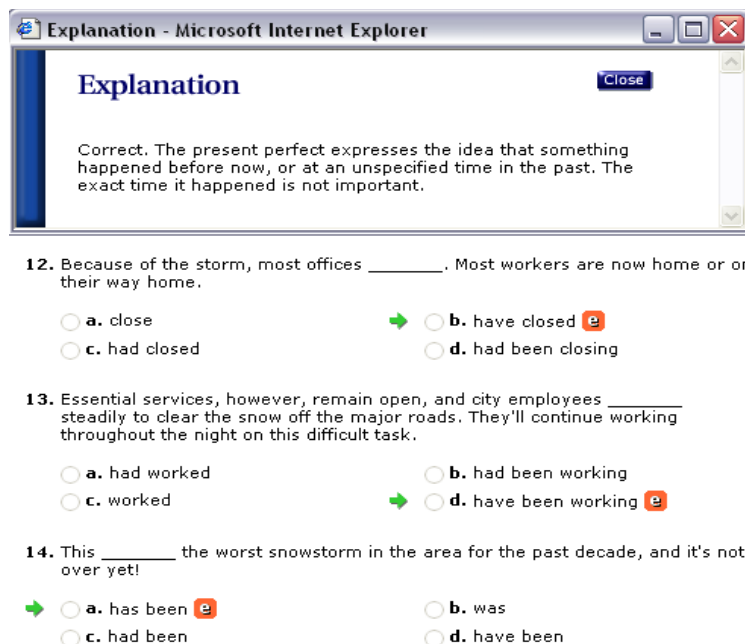 Explanation - Microsoft Internet Explorer
Explanation
Close
Correct. The present perfect expresses the idea that something
happened before now, or at an unspecified time in the past. The
exact time it happened is not important.
12. Because of the storm, most offices ________. Most workers are now home or on
their way home.
a. close
b. have closed e
c. had closed
d. had been closing
13. Essential services, however, remain open, and city employees ________
steadily to clear the snow off the major roads. They'll continue working
throughout the night on this difficult task.
a. had worked
b. had been working
c. worked
d. have been working e
14. This ________ the worst snowstorm in the area for the past decade, and it's not
over yet!
a. has been e
b. was
c. had been
d. have been